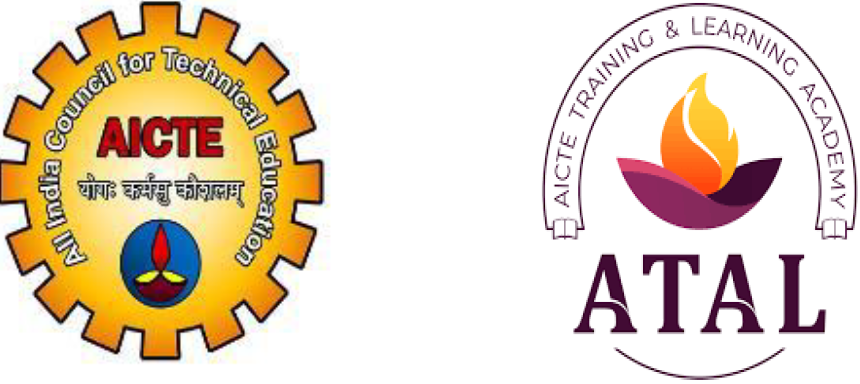 All India Council for Technical Education
AICTE
योगः कर्मसु कौशलम्
AICTE TRAINING & LEARNING ACADEMY
ATAL